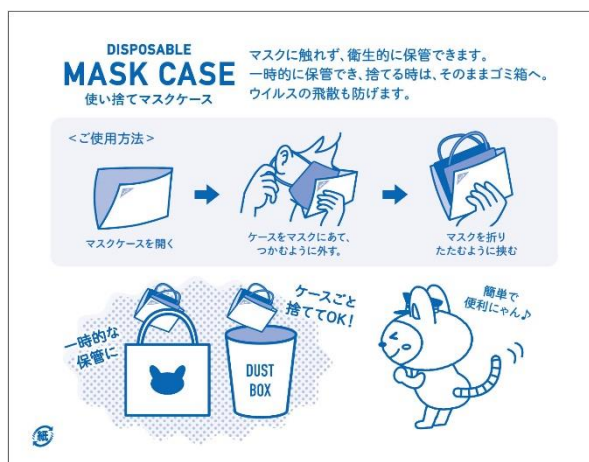 DISPOSABLE
MASK CASE
使い捨てマスクケース
マスクに触れず、衛生的に保管できます。
一時的に保管でき、捨てる時は、そのままゴミ箱へ。
ウイルスの飛散も防げます。
<ご使用方法>
マスクケースを開く
ケースをマスクにあて、
つかむように外す。
マスクを折り
たたむように挟む
一時的な
保管に
ケースごと
捨ててOK!
DUST
BOX
簡単で
便利にゃん♪
紙